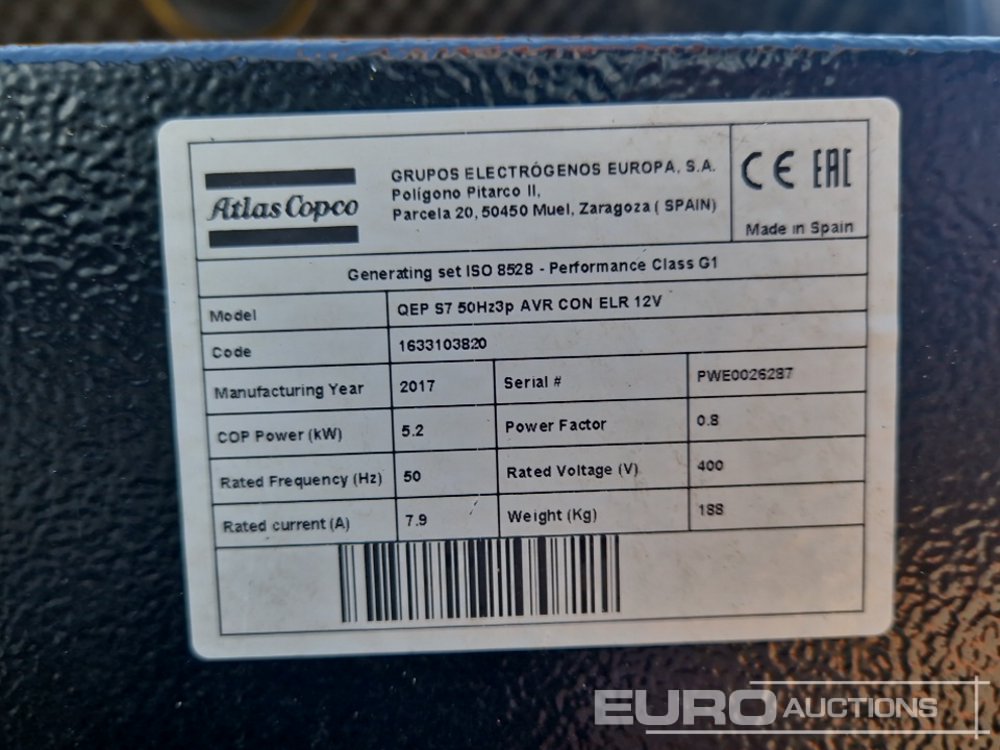 Atlas Copco
GRUPOS ELECTRÓGENOS EUROPA, S.A.
Polígono Pitarco II,
Parcela 20, 50450 Muel, Zaragoza ( SPAIN)
CE EAC
Made in Spain
Generating set ISO 8528 - Performance Class G1
Model QEP S7 50Hz3p AVR CON ELR 12V
Code 1633103820
Manufacturing Year 2017 Serial # PWE0026287
COP Power (kW) 5.2 Power Factor 0.8
Rated Frequency (Hz) 50 Rated Voltage (V) 400
Rated current (A) 7.9 Weight (Kg) 188
EURO AUCTIONS